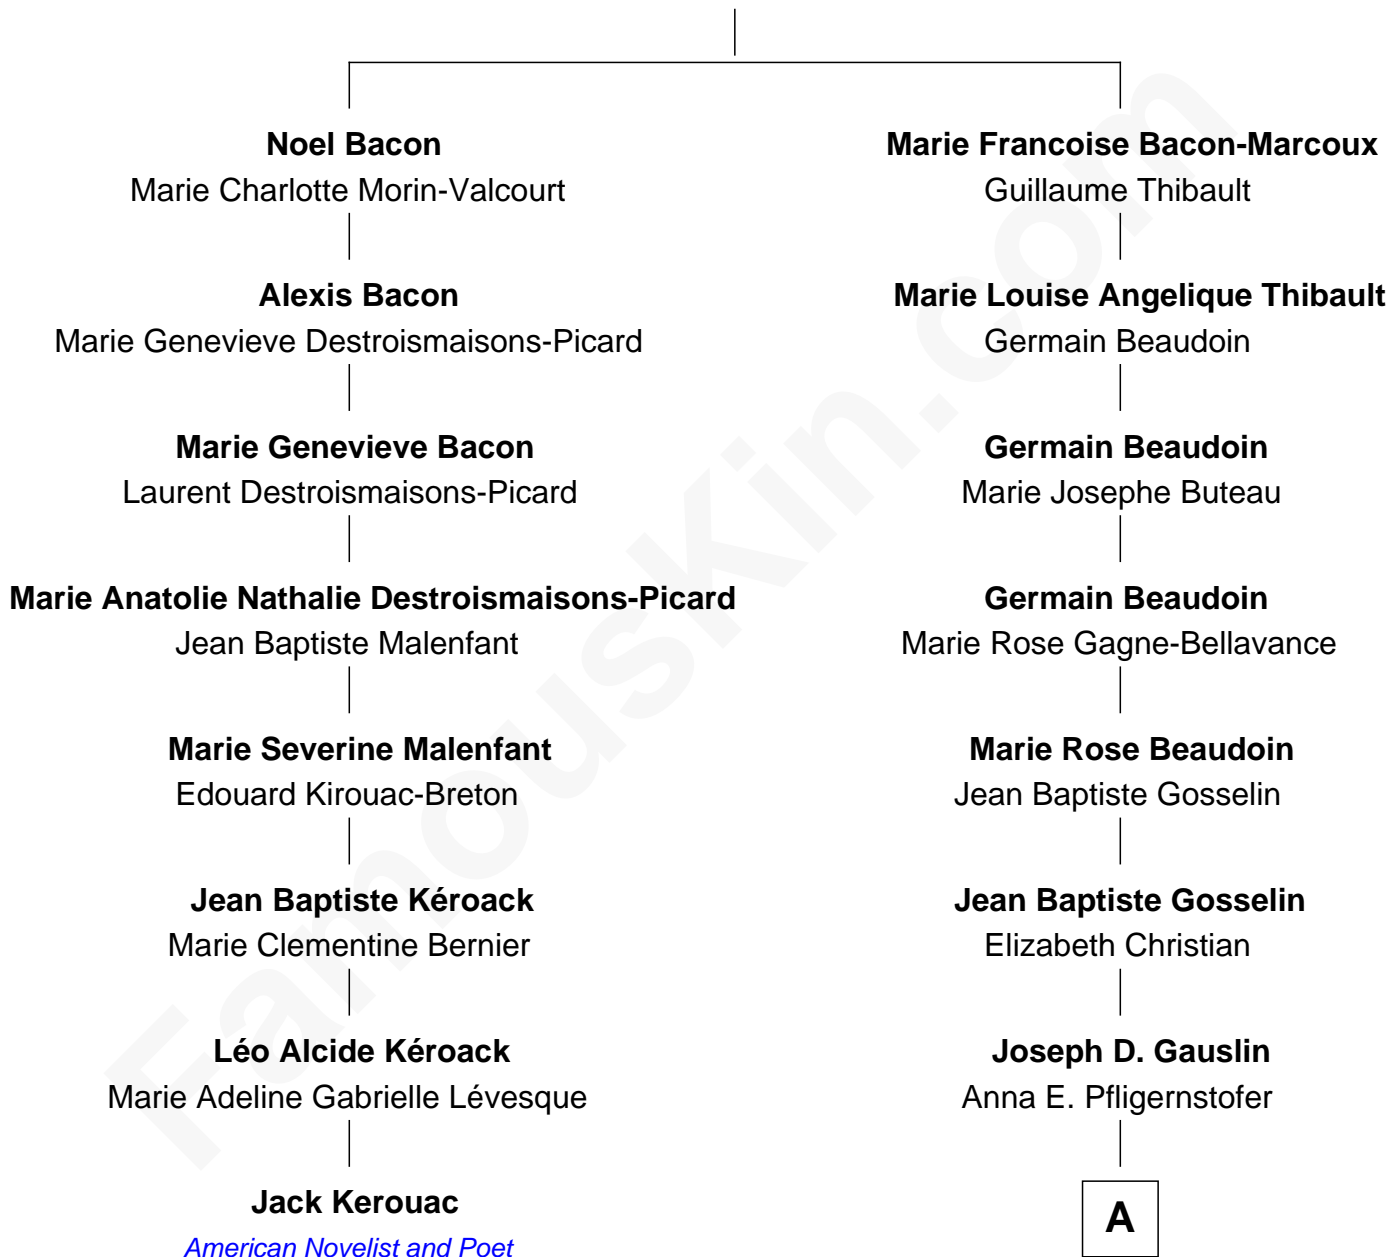 Noel Bacon
Marie Charlotte Morin-Valcourt
Alexis Bacon
Marie Genevieve Destroismaisons-Picard
Marie Genevieve Bacon
Laurent Destroismaisons-Picard
Marie Anatolie Nathalie Destroismaisons-Picard
Jean Baptiste Malenfant
Marie Severine Malenfant
Edouard Kirouac-Breton
Jean Baptiste Kéroack
Marie Clementine Bernier
Léo Alcide Kéroack
Marie Adeline Gabrielle Lévesque
Jack Kerouac
American Novelist and Poet
Marie Francoise Bacon-Marcoux
Guillaume Thibault
Marie Louise Angelique Thibault
Germain Beaudoin
Germain Beaudoin
Marie Josephe Buteau
Germain Beaudoin
Marie Rose Gagne-Bellavance
Marie Rose Beaudoin
Jean Baptiste Gosselin
Jean Baptiste Gosselin
Elizabeth Christian
Joseph D. Gauslin
Anna E. Pfligernstofer
A
FamousKin.com